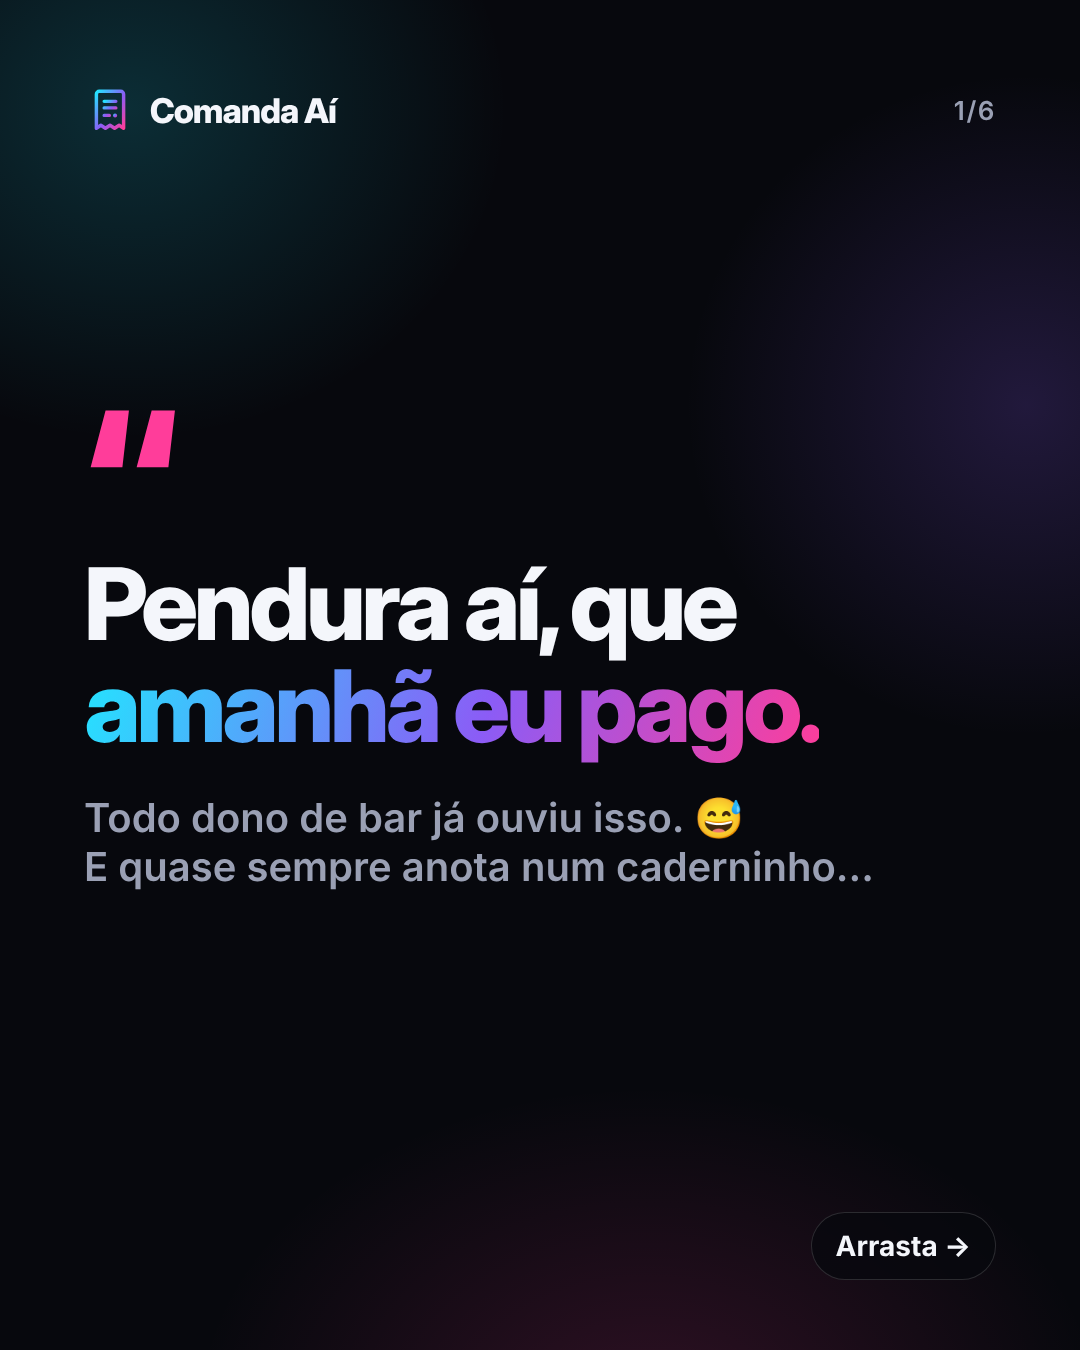 Comanda Aí
1/6
"
Pendura aí, que
amanhã eu pago.
Todo dono de bar já ouviu isso. 😅
E quase sempre anota num caderninho...
Arrasta →